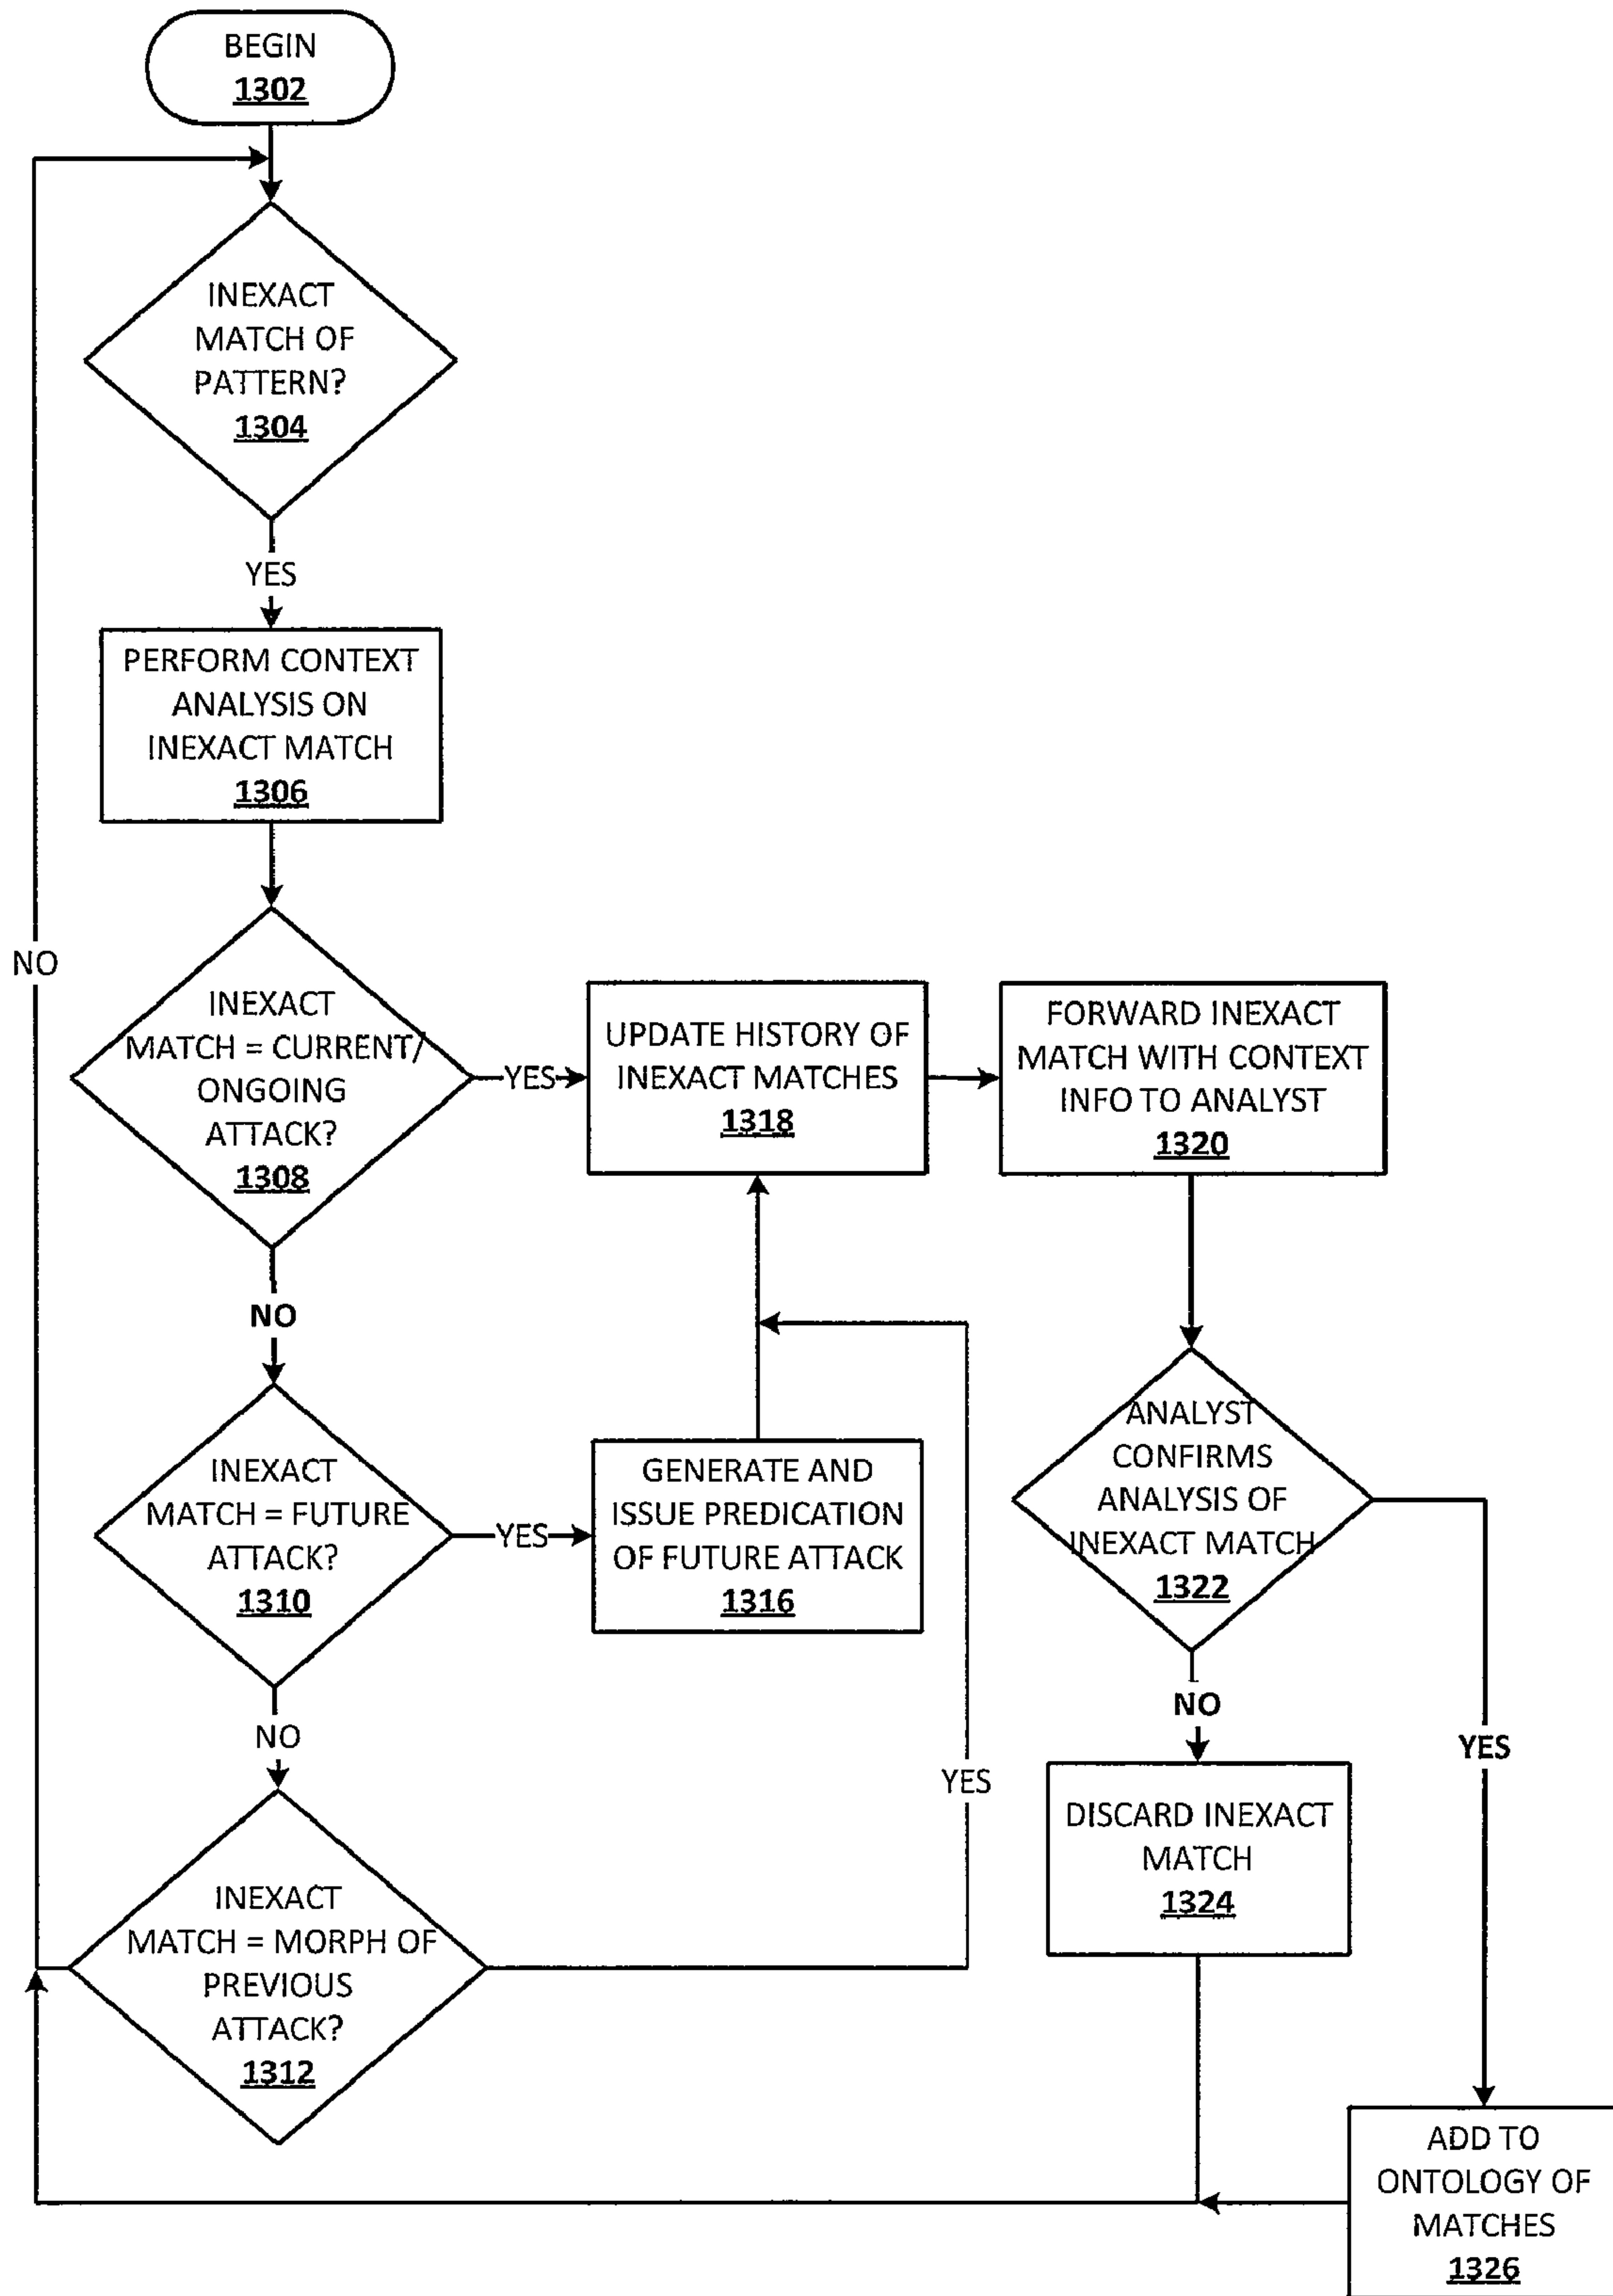 BEGIN
1302
INEXACT
MATCH OF
PATTERN?
1304
YES
PERFORM CONTEXT
ANALYSIS ON
INEXACT MATCH
1306
NO
INEXACT
MATCH = CURRENT/
ONGOING
ATTACK?
1308
YES
UPDATE HISTORY OF
INEXACT MATCHES
1318
FORWARD INEXACT
MATCH WITH CONTEXT
INFO TO ANALYST
1320
NO
INEXACT
MATCH = FUTURE
ATTACK?
1310
YES
GENERATE AND
ISSUE PREDICATION
OF FUTURE ATTACK
1316
ANALYST
CONFIRMS
ANALYSIS OF
INEXACT MATCH
1322
NO
YES
NO
YES
DISCARD INEXACT
MATCH
1324
INEXACT
MATCH = MORPH OF
PREVIOUS
ATTACK?
1312
ADD TO
ONTOLOGY OF
MATCHES
1326